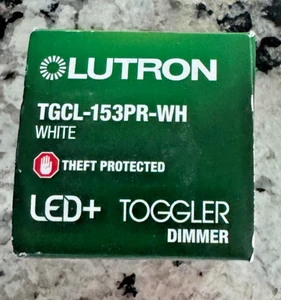 LUTRON
TGCL-153PR-WH
WHITE
THEFT PROTECTED
LED+ TOGGLER
DIMMER